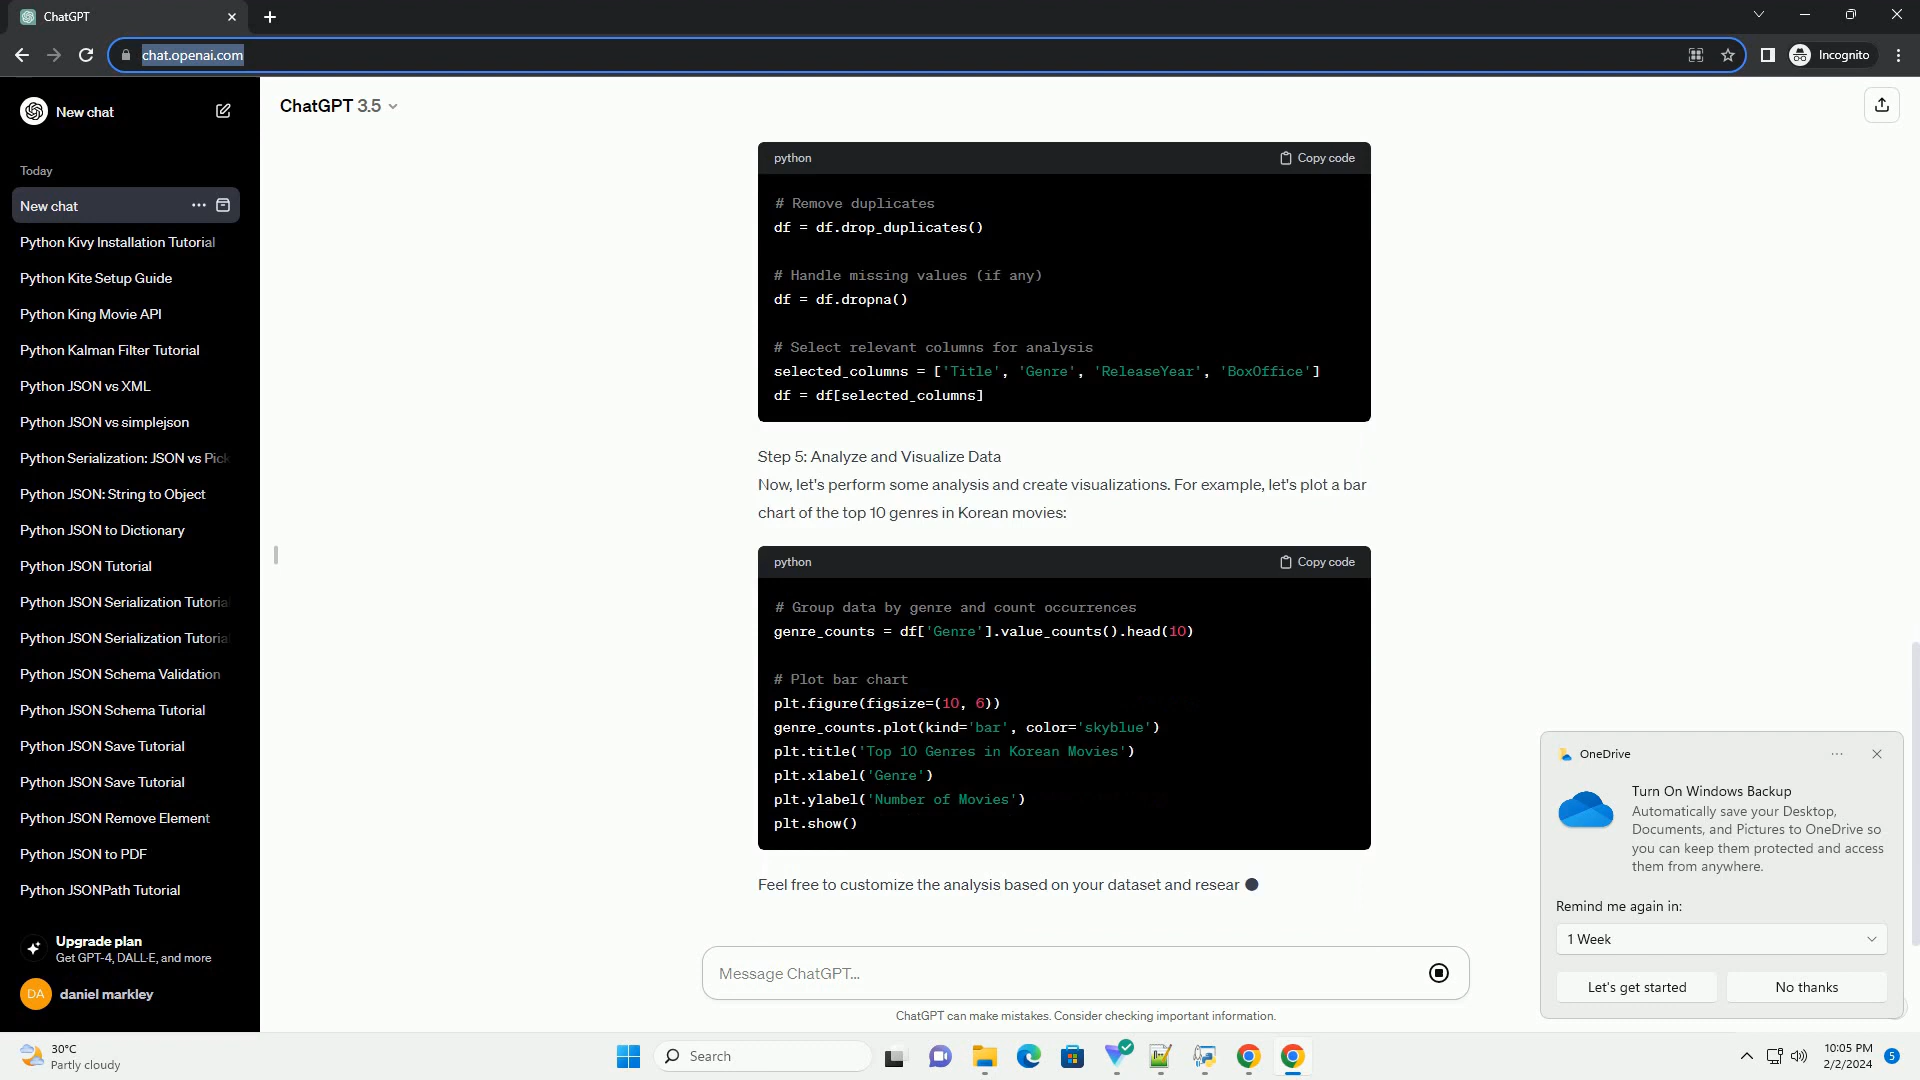 ChatGPT
chat.openai.com
Incognito
New chat
ChatGPT 3.5
Today
New chat
Python Kivy Installation Tutorial
Python Kite Setup Guide
Python King Movie API
Python Kalman Filter Tutorial
Python JSON vs XML
Python JSON vs simplejson
Python Serialization: JSON vs Pick
Python JSON: String to Object
Python JSON to Dictionary
Python JSON Tutorial
Python JSON Serialization Tutoria
Python JSON Serialization Tutoria
Python JSON Schema Validation
Python JSON Schema Tutorial
Python JSON Save Tutorial
Python JSON Save Tutorial
Python JSON Remove Element
Python JSON to PDF
Python JSONPath Tutorial
Upgrade plan
Get GPT-4, DALL·E, and more
DA daniel markley
python Copy code
# Remove duplicates
df = df.drop_duplicates()
# Handle missing values (if any)
df = df.dropna()
# Select relevant columns for analysis
selected_columns = ['Title', 'Genre', 'ReleaseYear', 'BoxOffice']
df = df[selected_columns]
Step 5: Analyze and Visualize Data
Now, let's perform some analysis and create visualizations. For example, let's plot a bar
chart of the top 10 genres in Korean movies:
python Copy code
# Group data by genre and count occurrences
genre_counts = df['Genre'].value_counts().head(10)
# Plot bar chart
plt.figure(figsize=(10, 6))
genre_counts.plot(kind='bar', color='skyblue')
plt.title('Top 10 Genres in Korean Movies')
plt.xlabel('Genre')
plt.ylabel('Number of Movies')
plt.show()
Feel free to customize the analysis based on your dataset and resear
Message ChatGPT...
ChatGPT can make mistakes. Consider checking important information.
OneDrive
Turn On Windows Backup
Automatically save your Desktop,
Documents, and Pictures to OneDrive so
you can keep them protected and access
them from anywhere.
Remind me again in:
1 Week
Let's get started
No thanks
30°C
Partly cloudy
Search
10:05 PM
2/2/2024
5